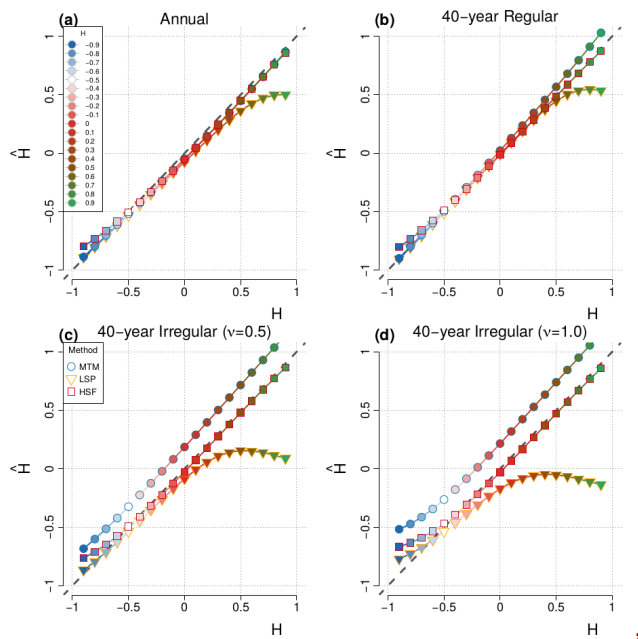 (a) Annual
(b) 40-year Regular
H
-0.9
-0.8
-0.7
-0.6
-0.5
-0.4
-0.3
-0.2
-0.1
0
0.1
0.2
0.3
0.4
0.5
0.6
0.7
0.8
0.9
1
0.5
0
-0.5
-1
Ĥ
-1 -0.5 0 0.5 1
H
1
0.5
0
-0.5
-1
Ĥ
-1 -0.5 0 0.5 1
H
(c) 40-year Irregular (ν=0.5)
(d) 40-year Irregular (ν=1.0)
Method
MTM
LSP
HSF
1
0.5
0
-0.5
-1
Ĥ
-1 -0.5 0 0.5 1
H
1
0.5
0
-0.5
-1
Ĥ
-1 -0.5 0 0.5 1
H